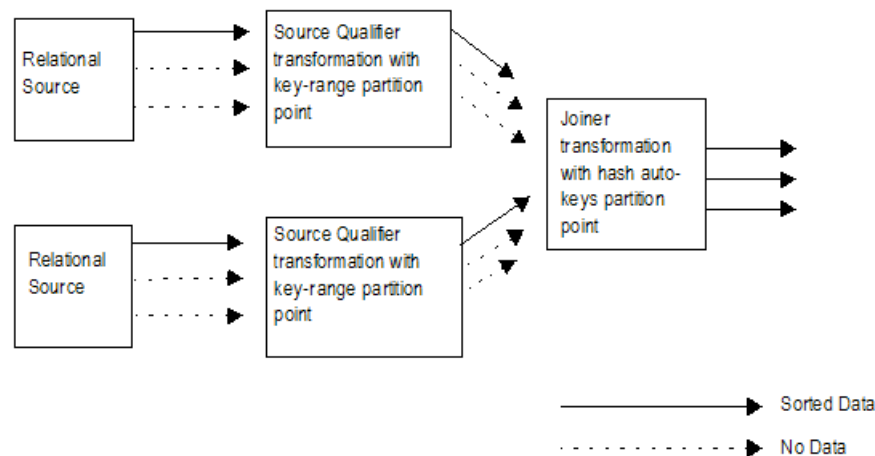 Relational
Source
Source Qualifier
transformation with
key-range partition
point
Joiner
transformation
with hash auto-
keys partition
point
Relational
Source
Source Qualifier
transformation with
key-range partition
point
Sorted Data
No Data